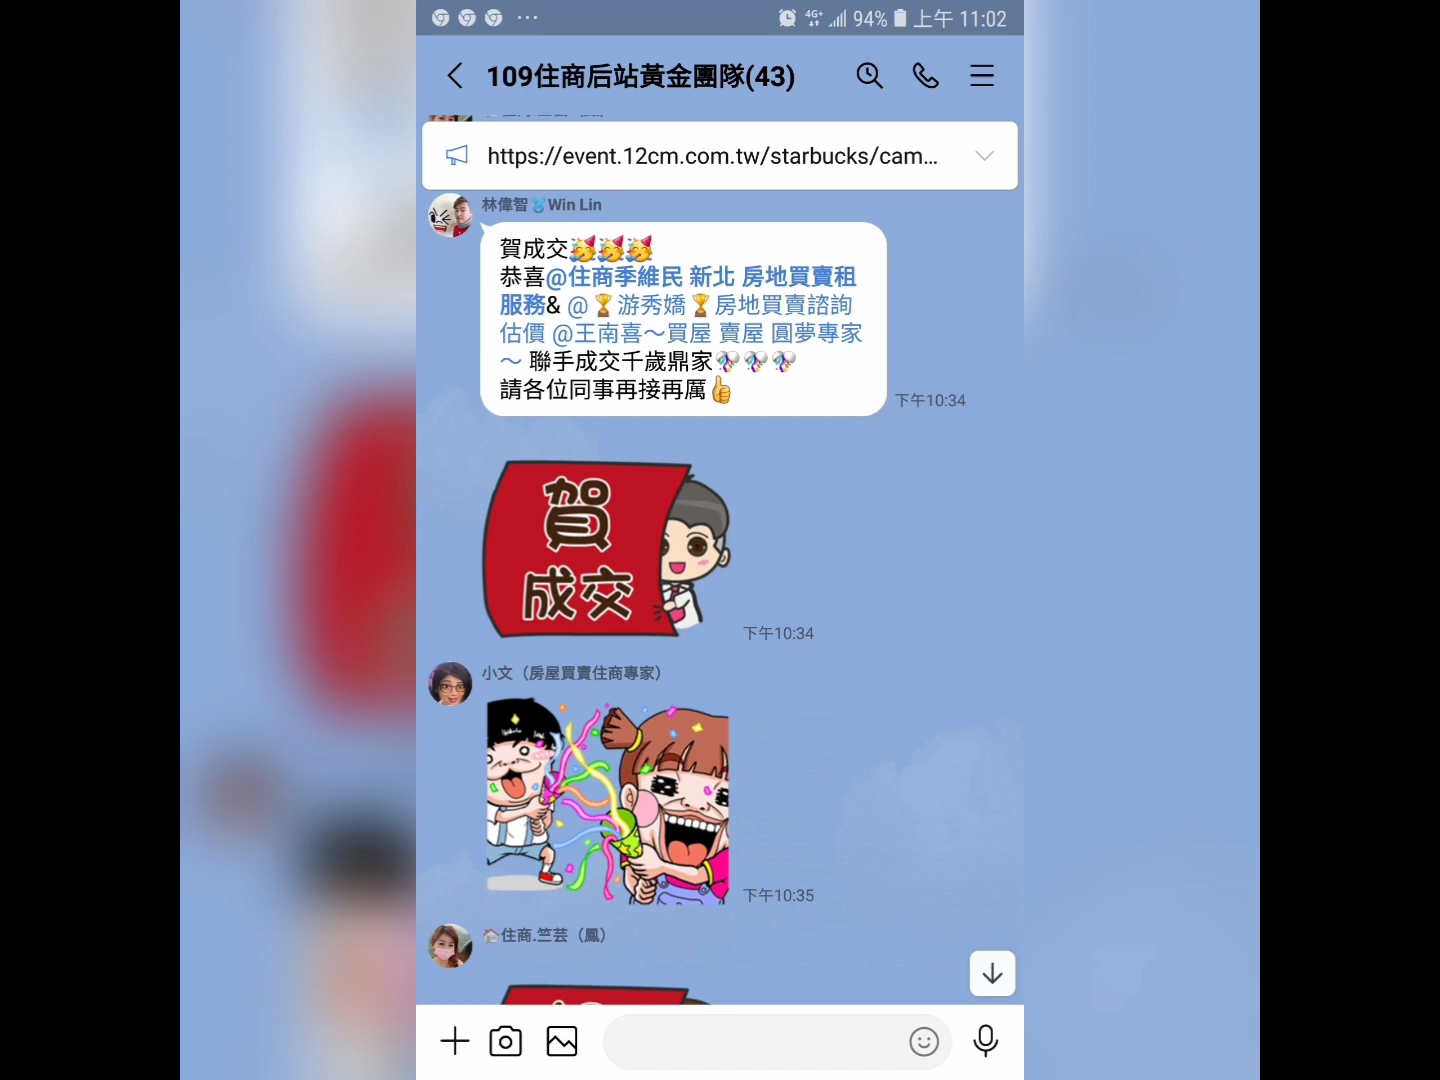 94% 上午 11:02
109住商后站黃金團隊(43)
https://event.12cm.com.tw/starbucks/cam...
林偉智 Win Lin
賀成交🥳🥳🥳
恭喜@住商季維民 新北 房地買賣租
服務& @🏆游秀嬌🏆房地買賣諮詢
估價 @王南喜～買屋 賣屋 圓夢專家
～ 聯手成交千歲鼎家🎊🎊🎊
請各位同事再接再厲👍
下午10:34
賀
成交
下午10:34
小文（房屋買賣住商專家）
下午10:35
🏠住商.竺芸（鳳）